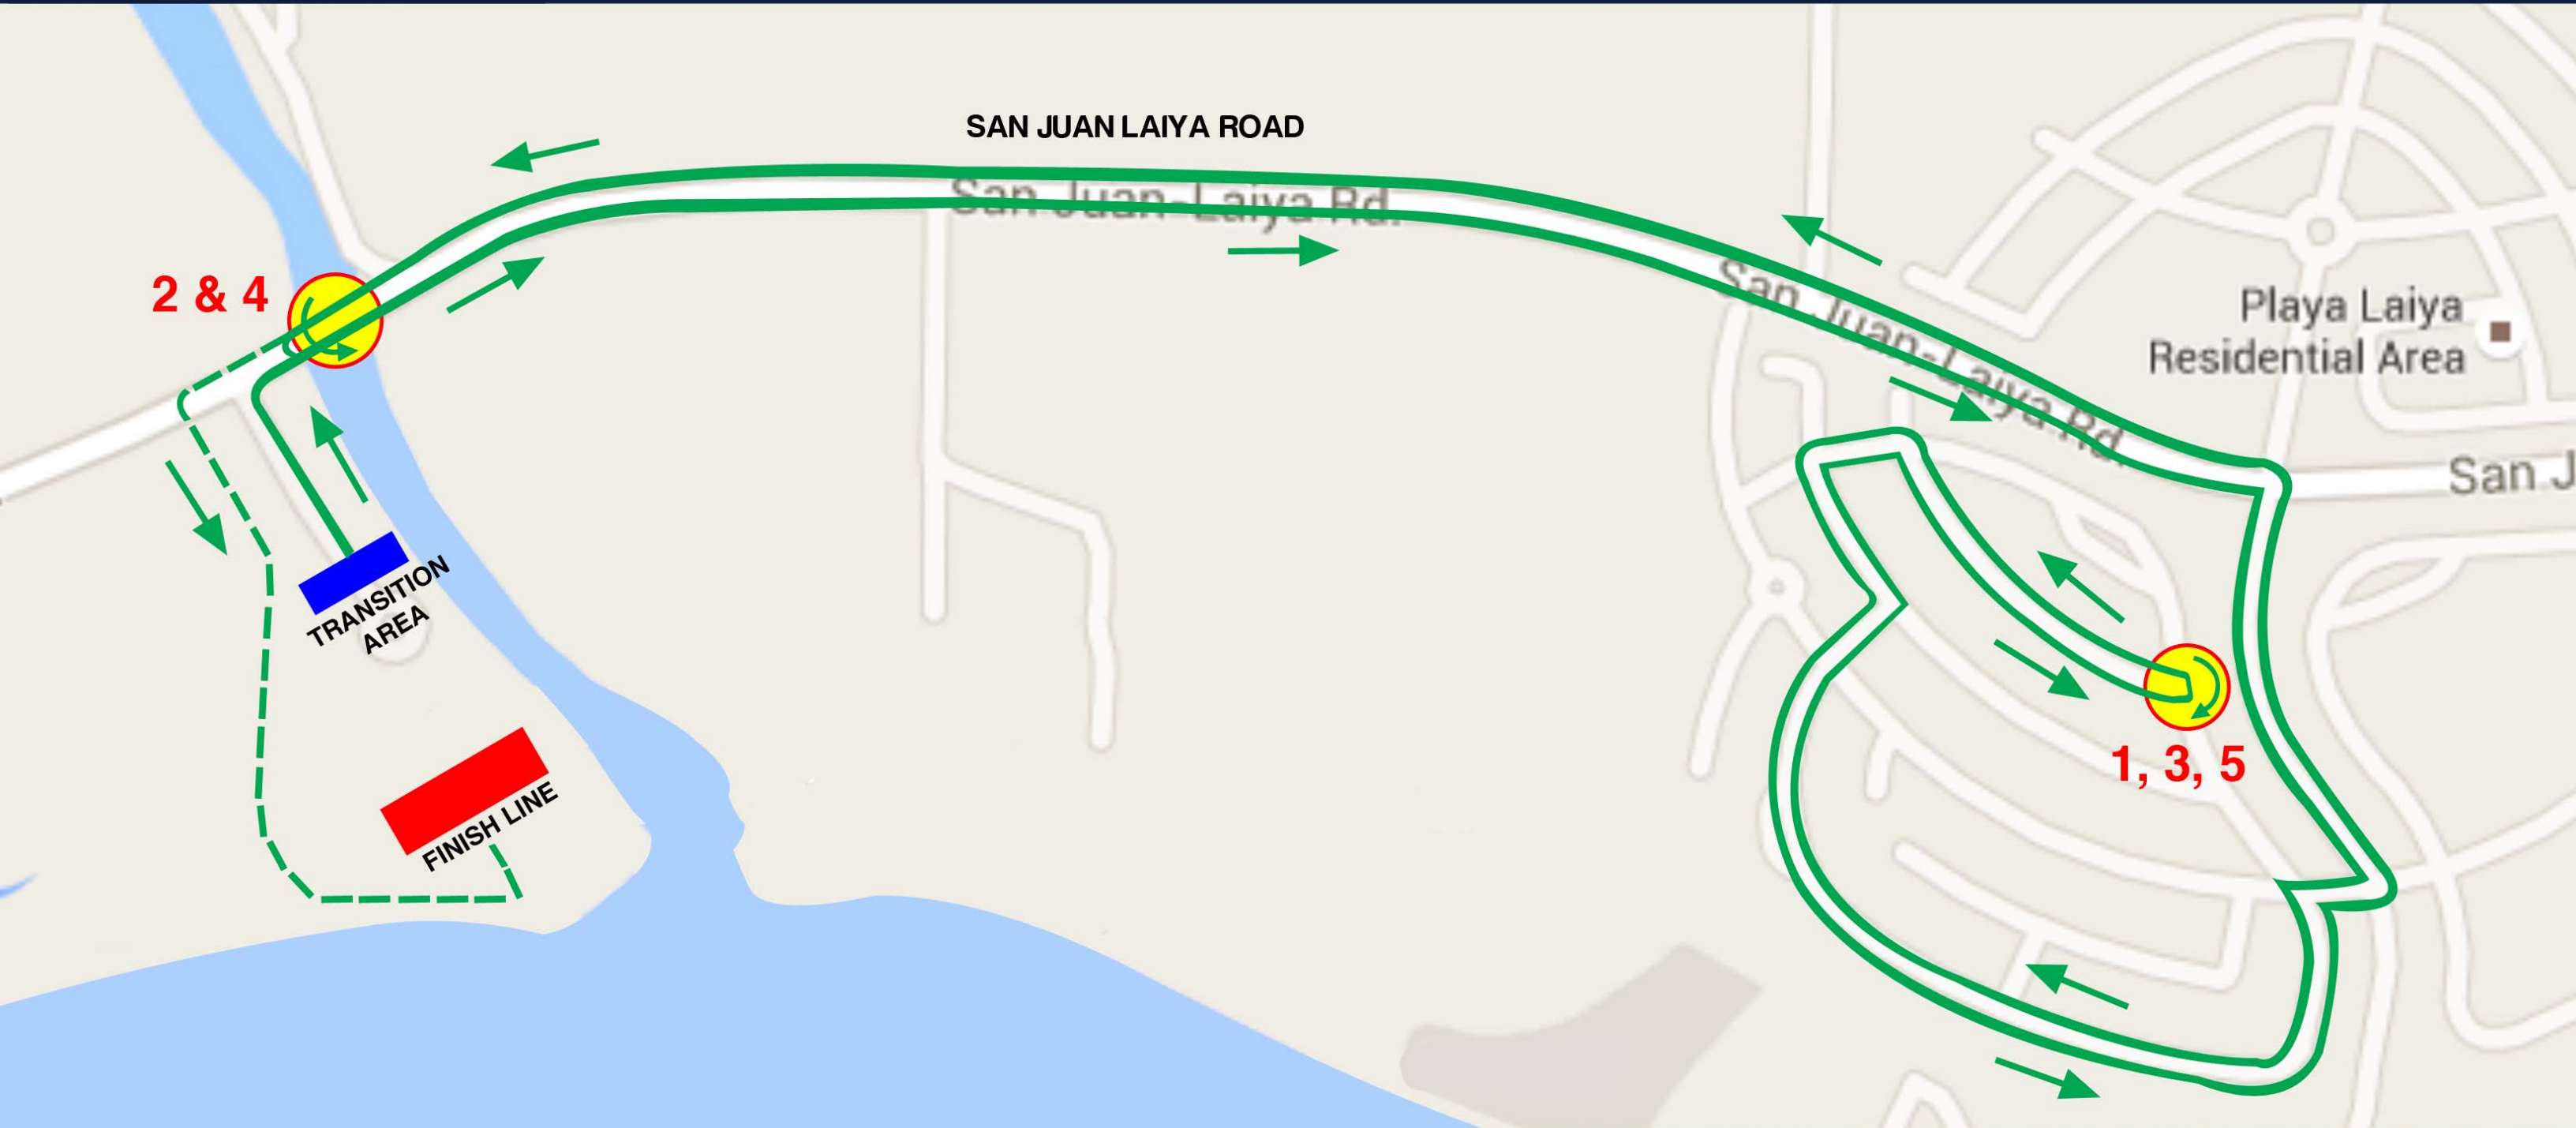 SAN JUAN LAIYA ROAD
San Juan-Laiya Rd.
2 & 4
San Juan-Laiya Rd.
Playa Laiya
Residential Area
San J
TRANSITION
AREA
1, 3, 5
FINISH LINE